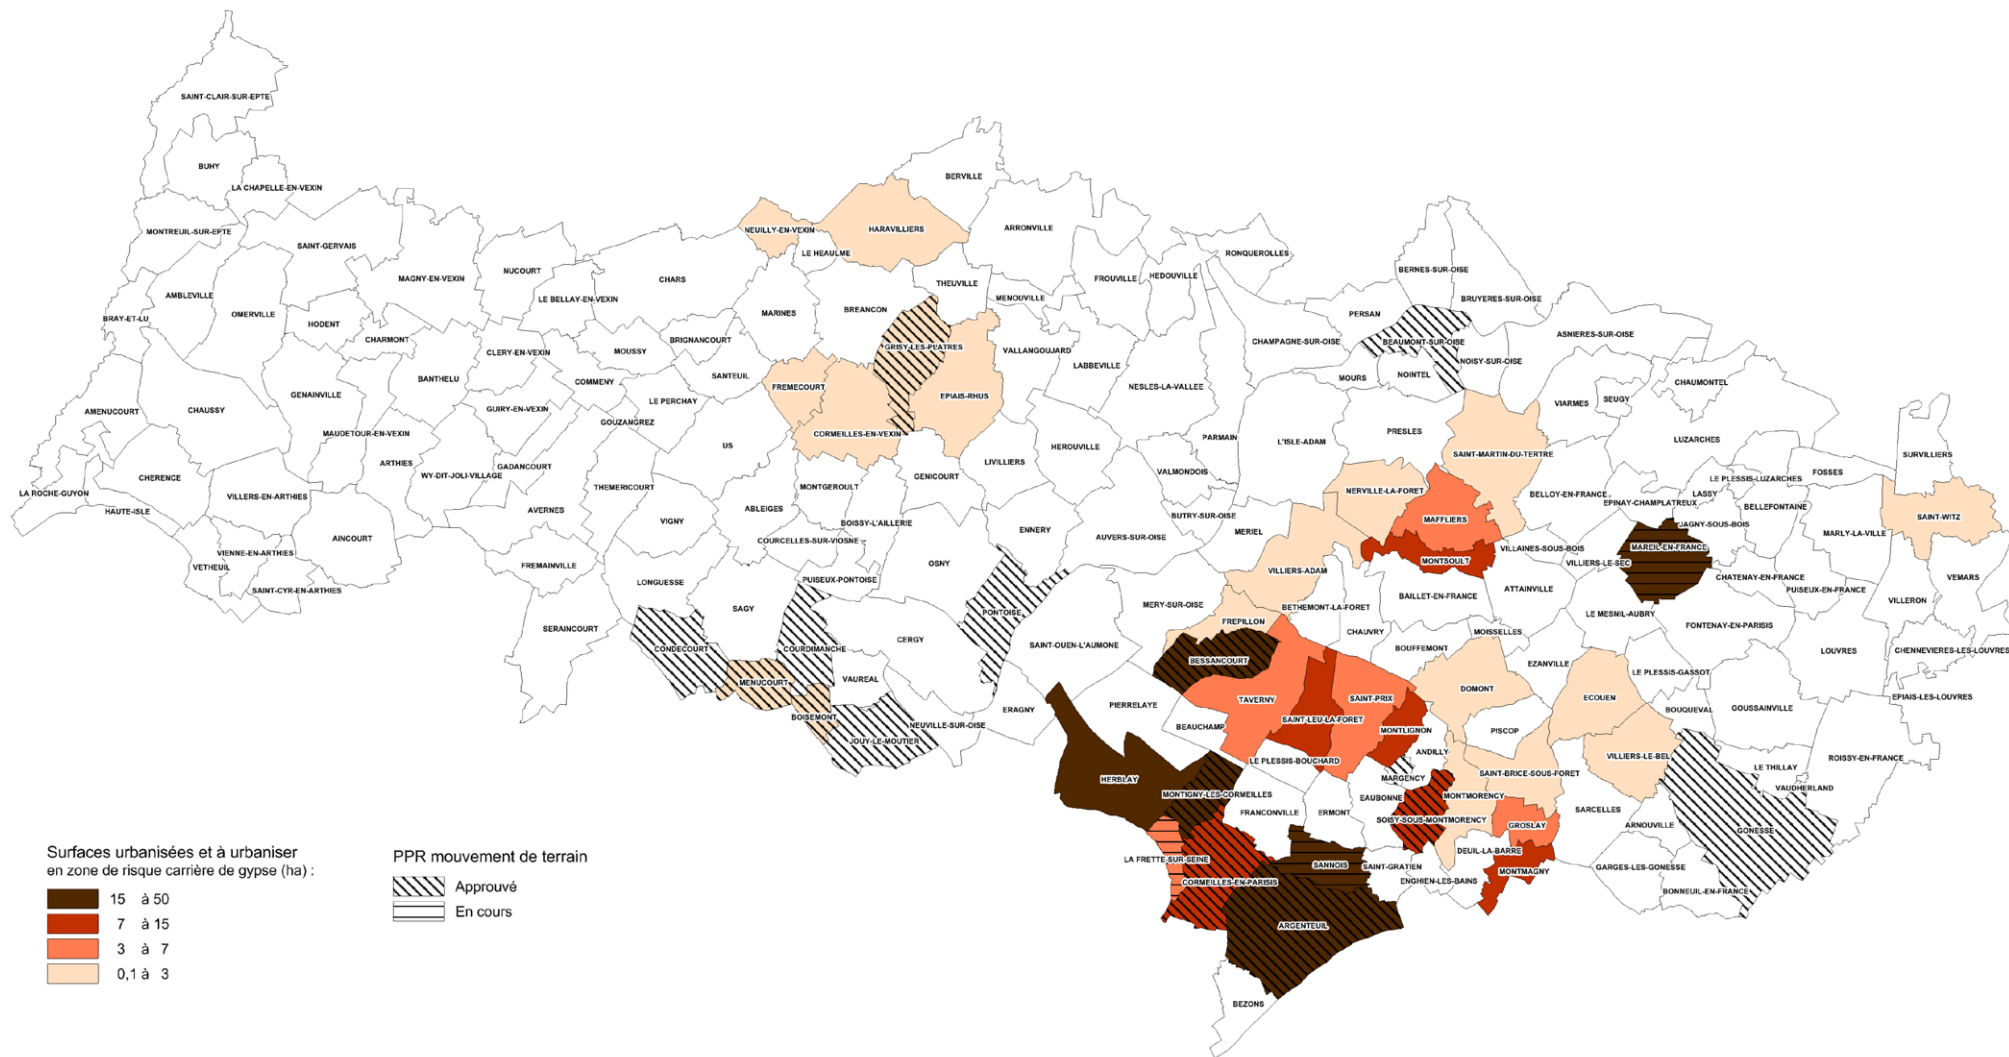 SAINT-CLAIR-SUR-EPTE
BUHY
LA CHAPELLE-EN-VEXIN
BERVILLE
MONTREUIL-SUR-EPTE
SAINT-GERVAIS
NEUILLY-EN-VEXIN
HARAVILLIERS
ARRONVILLE
LE HEAULME
RONQUEROLLES
MAGNY-EN-VEXIN
NUCOURT
CHARS
FROUVILLE
HEDOUVILLE
BERNES-SUR-OISE
THEUVILLE
AMBLEVILLE
LE BELLAY-EN-VEXIN
MENOUVILLE
BRUYERES-SUR-OISE
BRAY-ET-LU
OMERVILLE
MARINES
BREANCON
PERSAN
HODENT
CHARMONT
BRIGNANCOURT
GRISY-LES-PLATRES
CHAMPAGNE-SUR-OISE
BEAUMONT-SUR-OISE
ASNIERES-SUR-OISE
CLERY-EN-VEXIN
MOUSSY
VALLANGOUJARD
LABBEVILLE
NOISY-SUR-OISE
BANTHELU
COMMENY
SANTEUIL
FREMECOURT
EPIAIS-RHUS
NESLES-LA-VALLEE
MOURS
NOINTEL
CHAUMONTEL
GENAINVILLE
LE PERCHAY
VIARMES
SEUGY
AMENUCOURT
CHAUSSY
GUIRY-EN-VEXIN
GOUZANGREZ
MAUDETOUR-EN-VEXIN
CORMEILLES-EN-VEXIN
PARMAIN
L'ISLE-ADAM
PRESLES
LUZARCHES
US
HEROUVILLE
SAINT-MARTIN-DU-TERTRE
SURVILLIERS
ARTHIES
GADANCOURT
LIVILLIERS
VALMONDOIS
CHERENCE
WY-DIT-JOLI-VILLAGE
GENICOURT
FOSSES
LE PLESSIS-LUZARCHES
LA ROCHE-GUYON
VILLERS-EN-ARTHIES
THEMERICOURT
MONTGEROULT
NERVILLE-LA-FORET
BELLOY-EN-FRANCE
LASSY
EPINAY-CHAMPLATREUX
BELLEFONTAINE
HAUTE-ISLE
AVERNES
ABLEIGES
BUTRY-SUR-OISE
VIGNY
BOISSY-L'AILLERIE
ENNERY
MERIEL
MAFFLIERS
JAGNY-SOUS-BOIS
SAINT-WITZ
AINCOURT
AUVERS-SUR-OISE
MARLY-LA-VILLE
COURCELLES-SUR-VIOSNE
VIENNE-EN-ARTHIES
VILLAINES-SOUS-BOIS
MAREIL-EN-FRANCE
MONTSOULT
VILLIERS-LE-SEC
VETHEUIL
FREMAINVILLE
OSNY
VILLIERS-ADAM
LONGUESSE
PUISEUX-PONTOISE
CHATENAY-EN-FRANCE
VEMARS
SAINT-CYR-EN-ARTHIES
ATTAINVILLE
PUISEUX-EN-FRANCE
BAILLET-EN-FRANCE
VILLERON
MERY-SUR-OISE
BETHEMONT-LA-FORET
SAGY
PONTOISE
LE MESNIL-AUBRY
FREPILLON
SERAINCOURT
FONTENAY-EN-PARISIS
CHAUVRY
MOISSELLES
CERGY
SAINT-OUEN-L'AUMONE
BOUFFEMONT
CONDECOURT
COURDIMANCHE
LOUVRES
CHENNEVIERES-LES-LOUVRES
BESSANCOURT
EZANVILLE
LE PLESSIS-GASSOT
VAUREAL
MENUCOURT
DOMONT
EPIAIS-LES-LOUVRES
TAVERNY
SAINT-PRIX
ECOUEN
PIERRELAYE
BOUQUEVAL
GOUSSAINVILLE
ERAGNY
BOISEMONT
SAINT-LEU-LA-FORET
NEUVILLE-SUR-OISE
BEAUCHAMP
MONTLIGNON
PISCOP
JOUY-LE-MOUTIER
ANDILLY
VILLIERS-LE-BEL
ROISSY-EN-FRANCE
LE PLESSIS-BOUCHARD
LE THILLAY
SAINT-BRICE-SOUS-FORET
HERBLAY
MARGENCY
VAUDHERLAND
MONTIGNY-LES-CORMEILLES
EAUBONNE
MONTMORENCY
SARCELLES
FRANCONVILLE
ERMONT
SOISY-SOUS-MONTMORENCY
GROSLAY
ARNOUVILLE
GONESSE
DEUIL-LA-BARRE
LA FRETTE-SUR-SEINE
SANNOIS
SAINT-GRATIEN
GARGES-LES-GONESSE
MONTMAGNY
ENGHIEN-LES-BAINS
CORMEILLES-EN-PARISIS
BONNEUIL-EN-FRANCE
ARGENTEUIL
BEZONS
Surfaces urbanisées et à urbaniser
en zone de risque carrière de gypse (ha) :
15 à 50
7 à 15
3 à 7
0,1 à 3
PPR mouvement de terrain
Approuvé
En cours